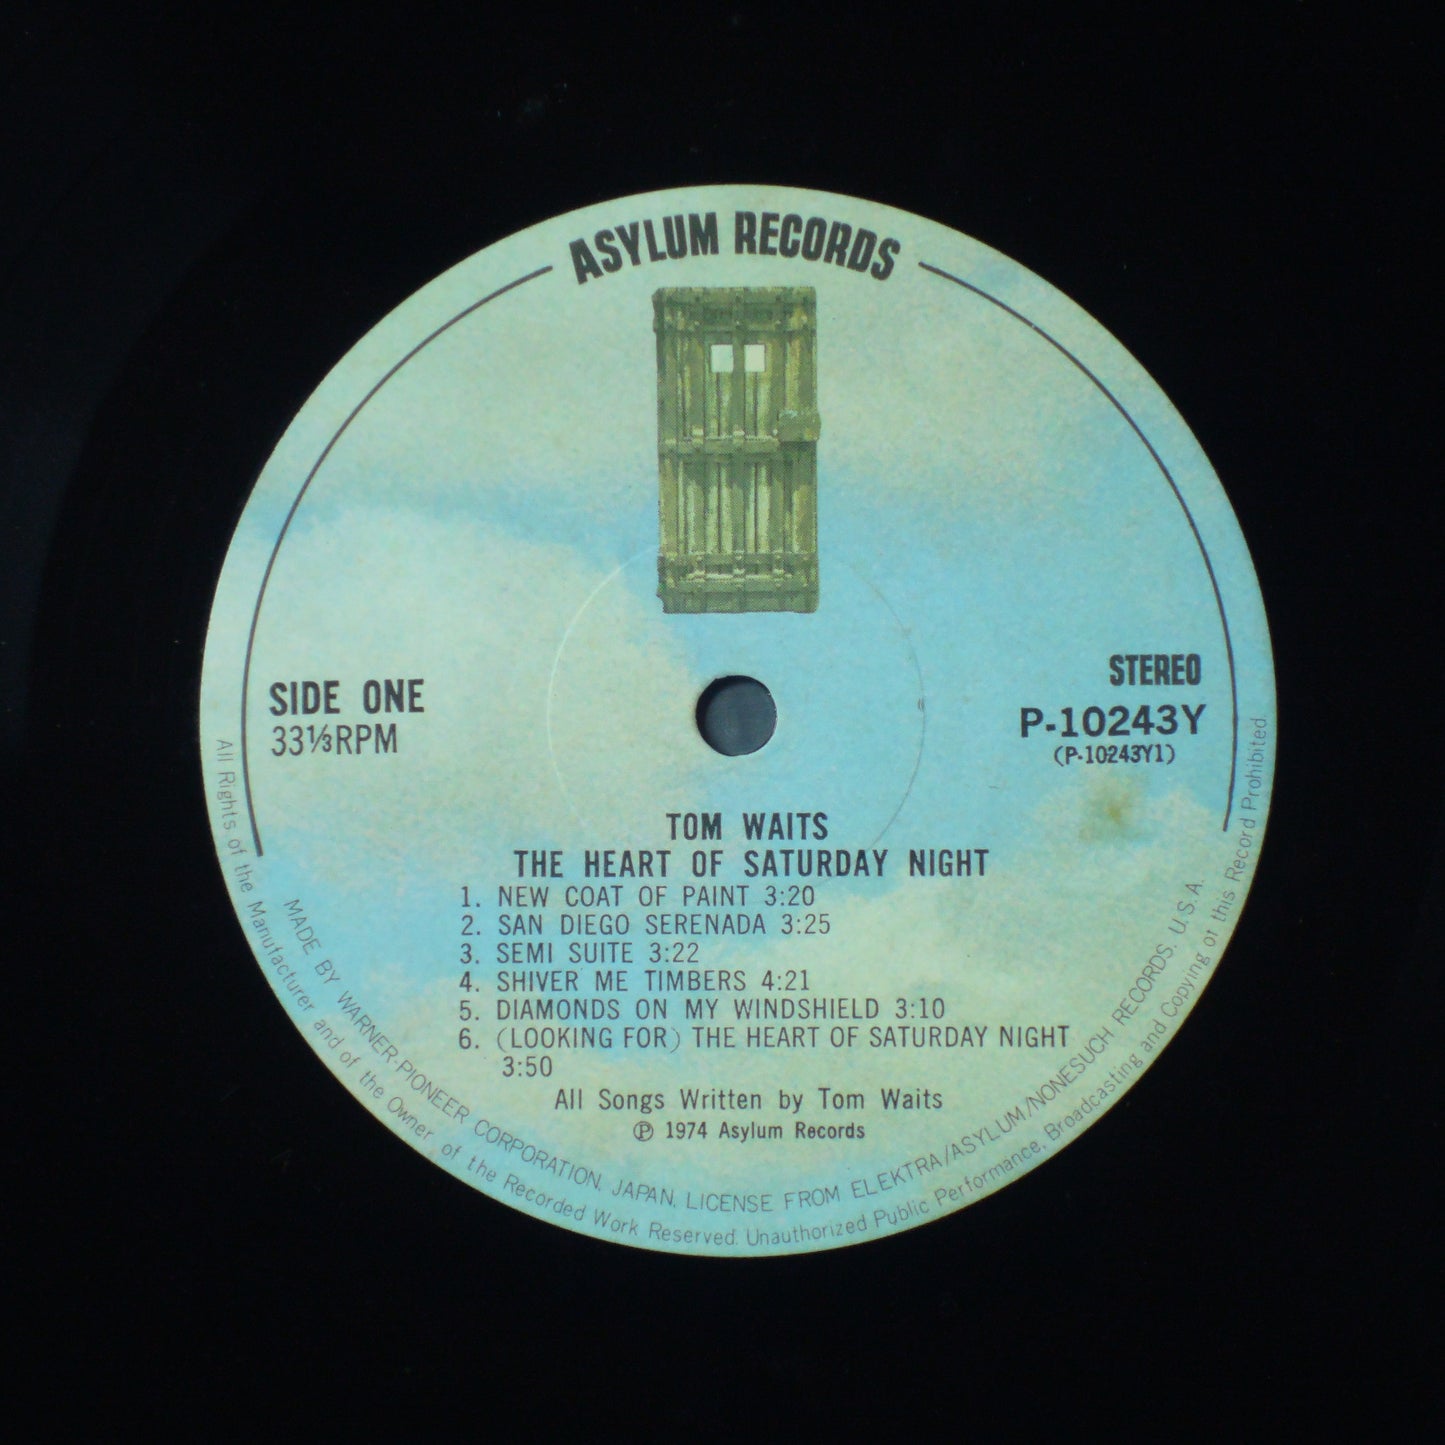 ASYLUM RECORDS
SIDE ONE
33⅓RPM
STEREO
P-10243Y
(P-10243Y1)
TOM WAITS
THE HEART OF SATURDAY NIGHT
1. NEW COAT OF PAINT 3:20
2. SAN DIEGO SERENADA 3:25
3. SEMI SUITE 3:22
4. SHIVER ME TIMBERS 4:21
5. DIAMONDS ON MY WINDSHIELD 3:10
6. (LOOKING FOR) THE HEART OF SATURDAY NIGHT
3:50
All Songs Written by Tom Waits
Ⓟ 1974 Asylum Records
MADE BY WARNER-PIONEER CORPORATION, JAPAN, LICENSE FROM ELEKTRA/ASYLUM/NONESUCH RECORDS. U.S.A.
All Rights of the Manufacturer and of the Owner of the Recorded Work Reserved. Unauthorized Public Performance, Broadcasting and Copying of this Record Prohibited.